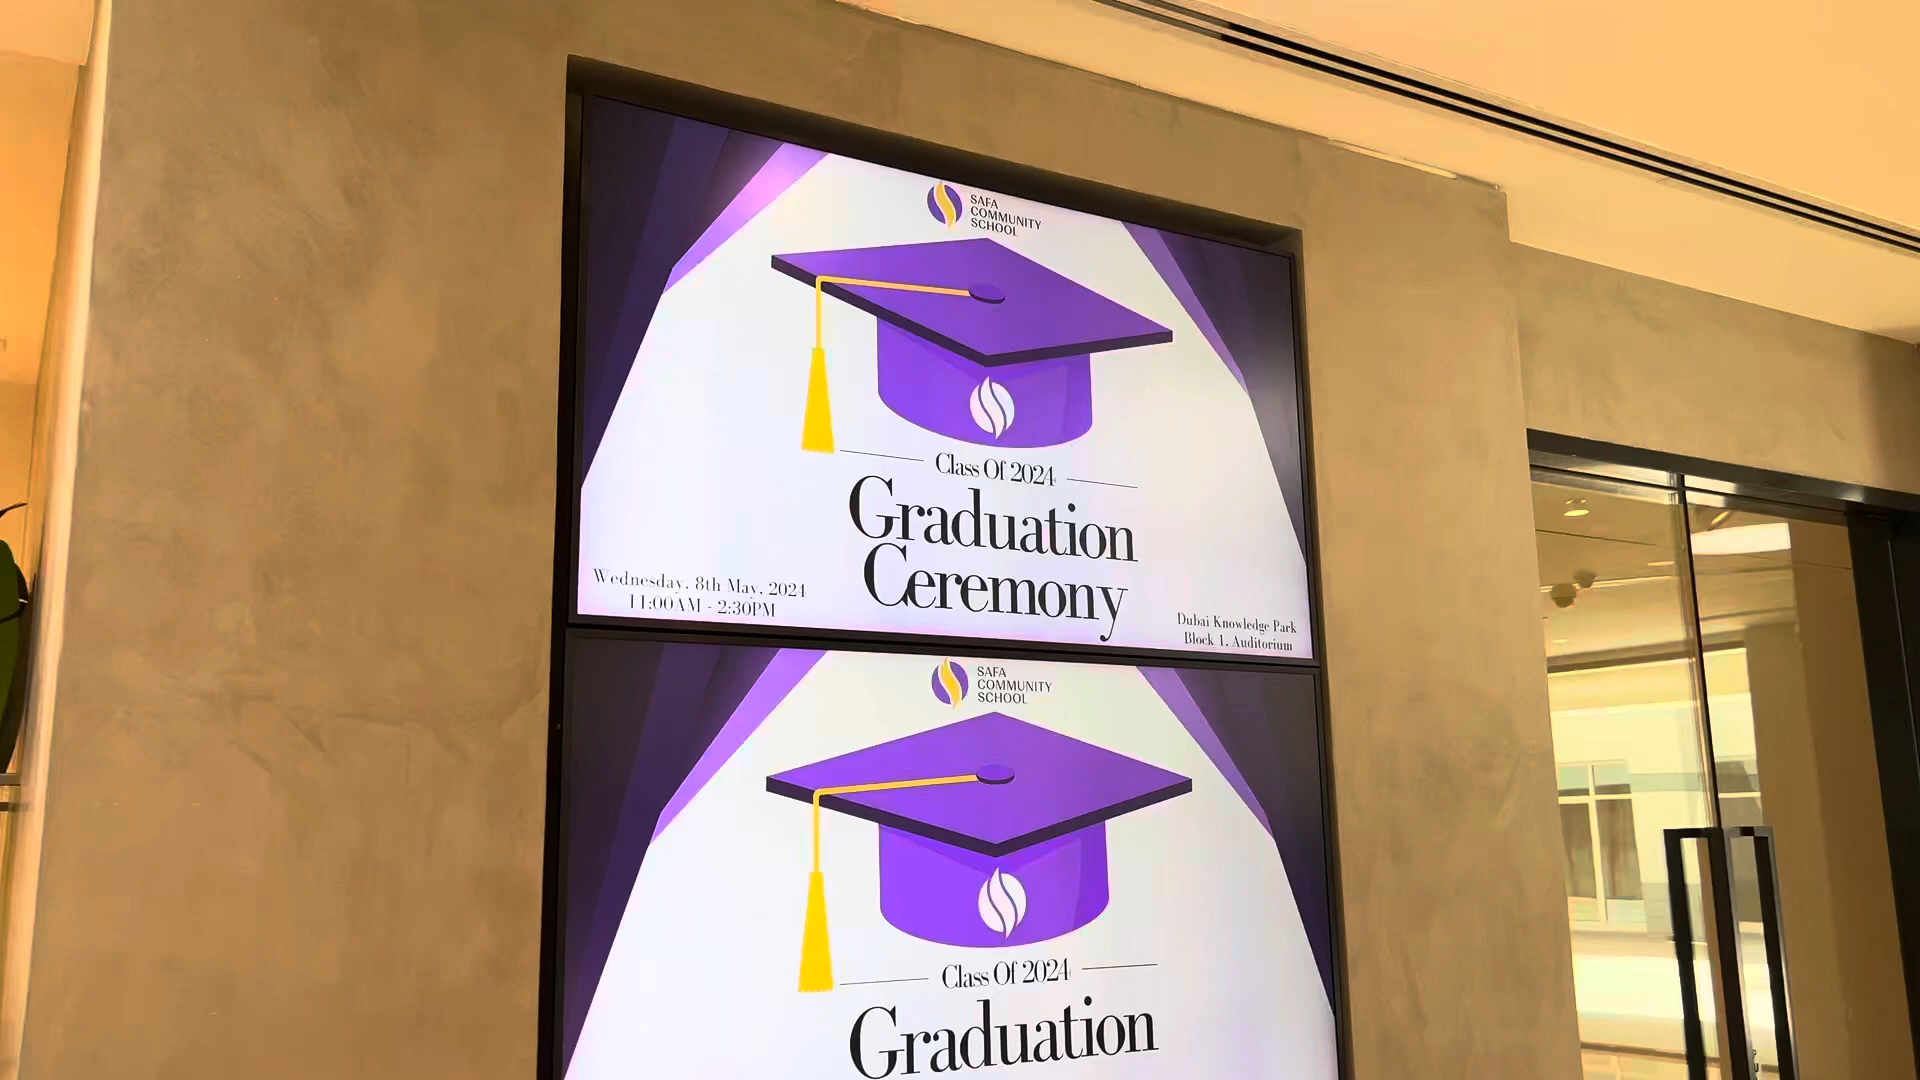 SAFA
COMMUNITY
SCHOOL
Class Of 2024
Graduation
Ceremony
Wednesday, 8th May, 2024
11:00AM - 2:30PM
Dubai Knowledge Park
Block 1, Auditorium
SAFA
COMMUNITY
SCHOOL
Class Of 2024
Graduation